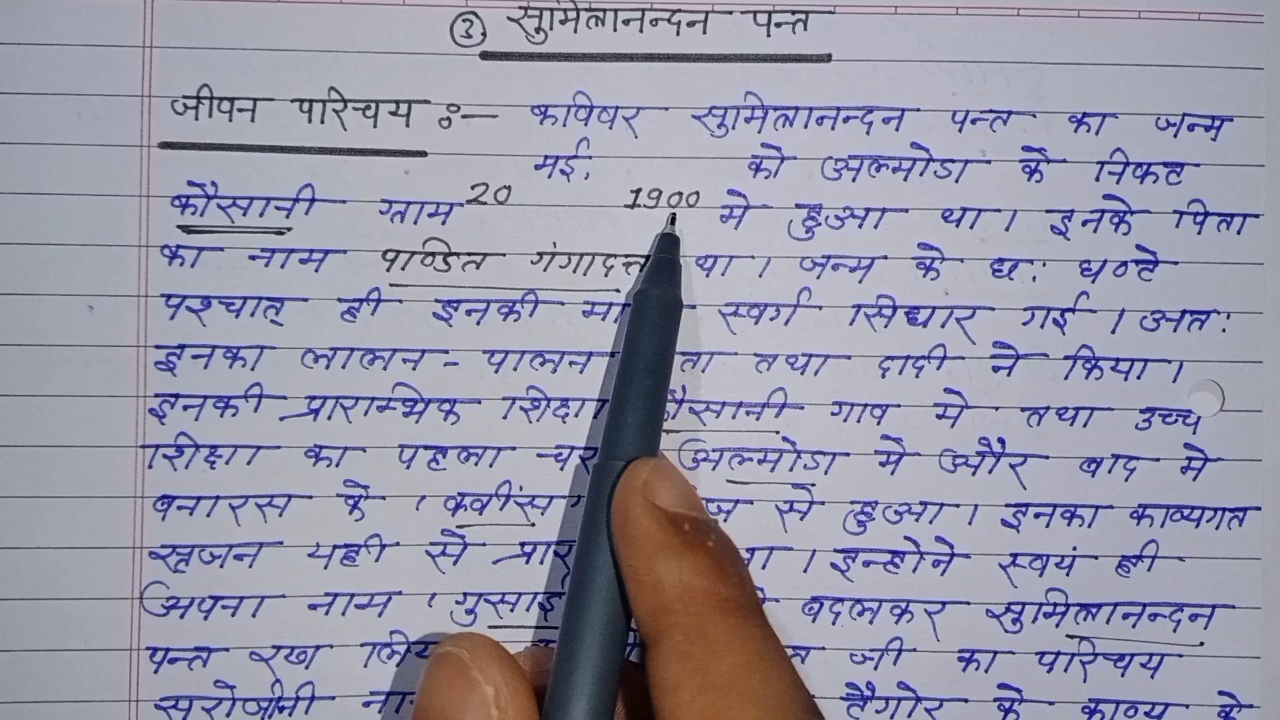 ③ सुमित्रानन्दन पन्त
जीवन परिचय :- कविवर सुमित्रानन्दन पन्त का जन्म
मई, को अल्मोडा के निकट
कौसानी ग्राम 20 1900 मे हुआ था। इनके पिता
का नाम पण्डित गंगादत्त था। जन्म के छ: घण्टे
पश्चात् ही इनकी स्वर्ग सिधार गई। अत:
इनका लालन - पालन तथा दादी ने किया।
इनकी प्रारम्भिक शिक्षा कौसानी गाव मे तथा उच्च
शिक्षा का पहला अल्मोडा मे और बाद मे
बनारस के 'क्वींस से हुआ। इनका काव्यगत
सृजन यही से । इन्होने स्वयं ही
अपना नाम 'गुसाई बदलकर सुमित्रानन्दन
पन्त रख जी का परिचय
सरोजीनी टैगोर के काव्य से